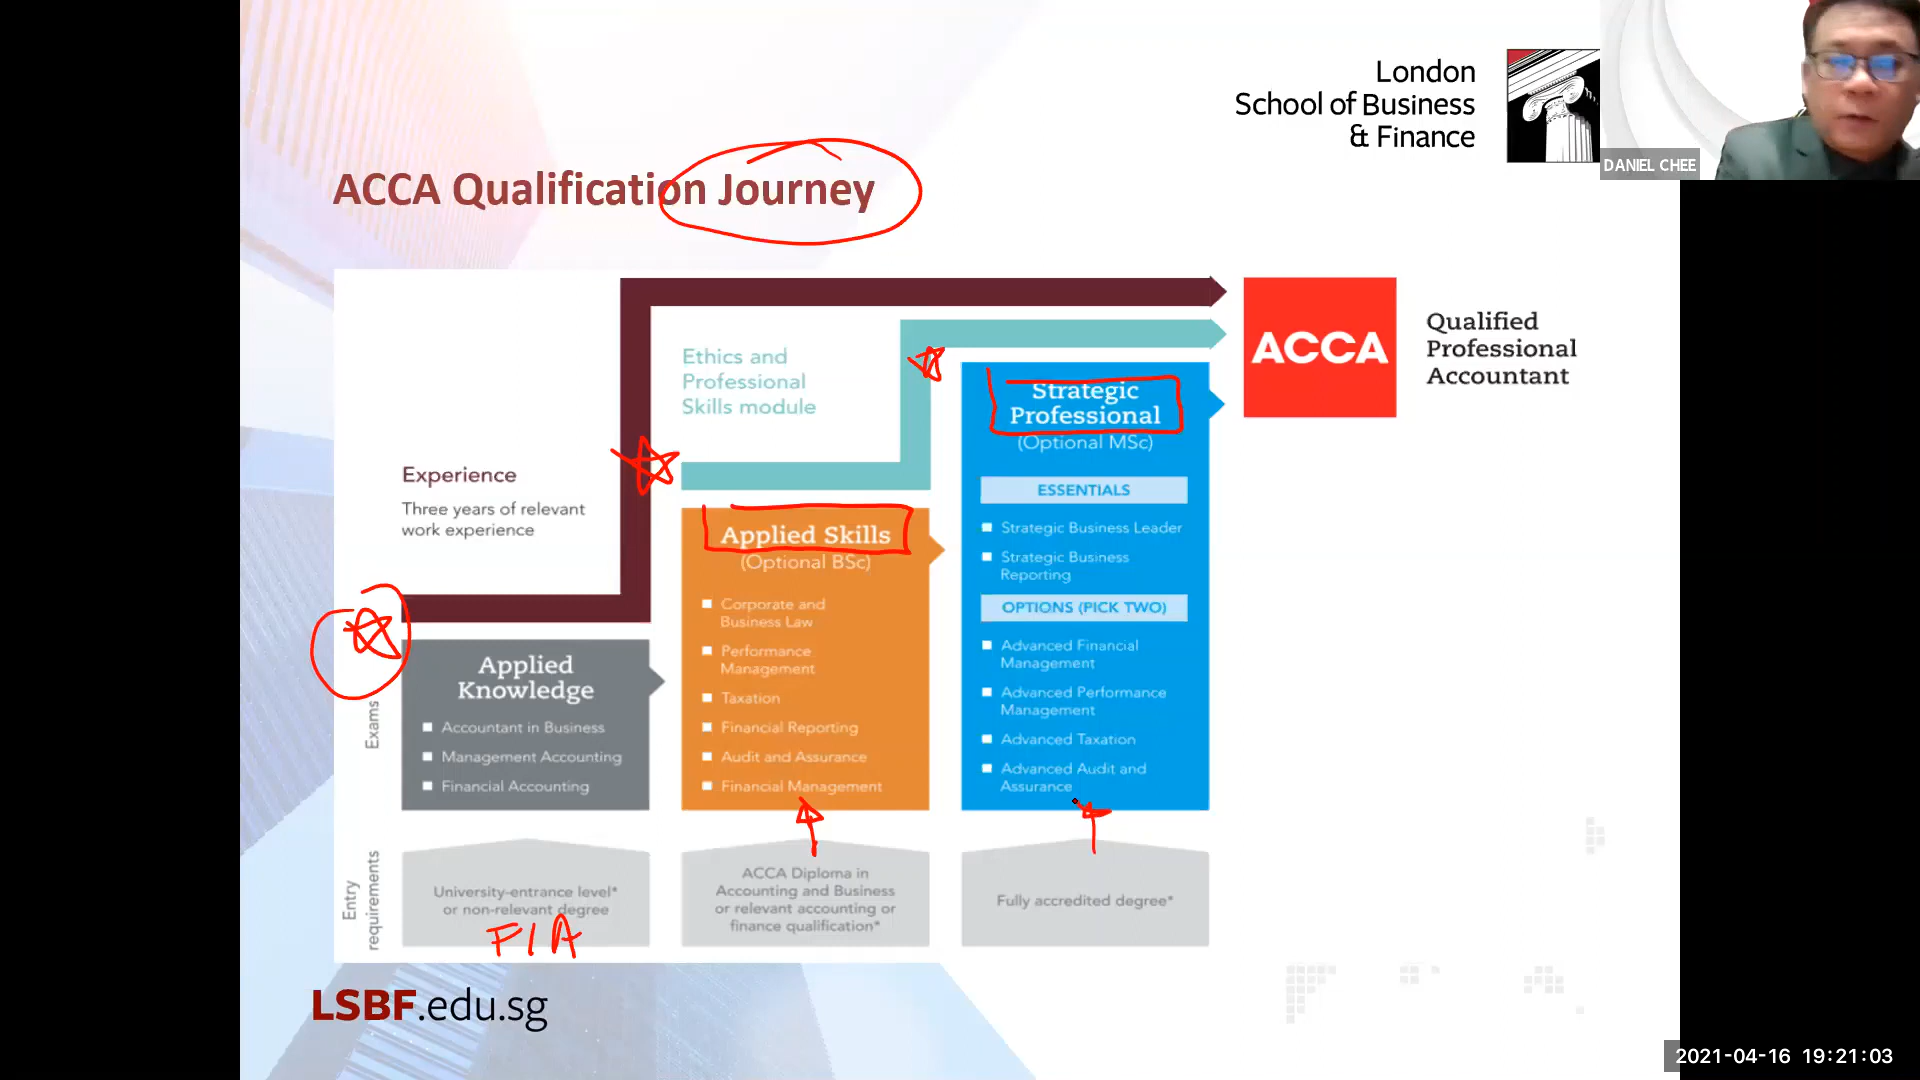 London
School of Business
& Finance
DANIEL CHEE
ACCA Qualification Journey
ACCA
Qualified
Professional
Accountant
Ethics and
Professional
Skills module
Experience
Three years of relevant
work experience
Strategic
Professional
(Optional MSc)
ESSENTIALS
Strategic Business Leader
Strategic Business
Reporting
OPTIONS (PICK TWO)
Advanced Financial
Management
Advanced Performance
Management
Advanced Taxation
Advanced Audit and
Assurance
Applied Skills
(Optional BSc)
Corporate and
Business Law
Performance
Management
Taxation
Financial Reporting
Audit and Assurance
Financial Management
Applied
Knowledge
Accountant in Business
Management Accounting
Financial Accounting
Exams
Entry
requirements
University-entrance level*
or non-relevant degree
FIA
ACCA Diploma in
Accounting and Business
or relevant accounting or
finance qualification*
Fully accredited degree*
LSBF.edu.sg
2021-04-16 19:21:03